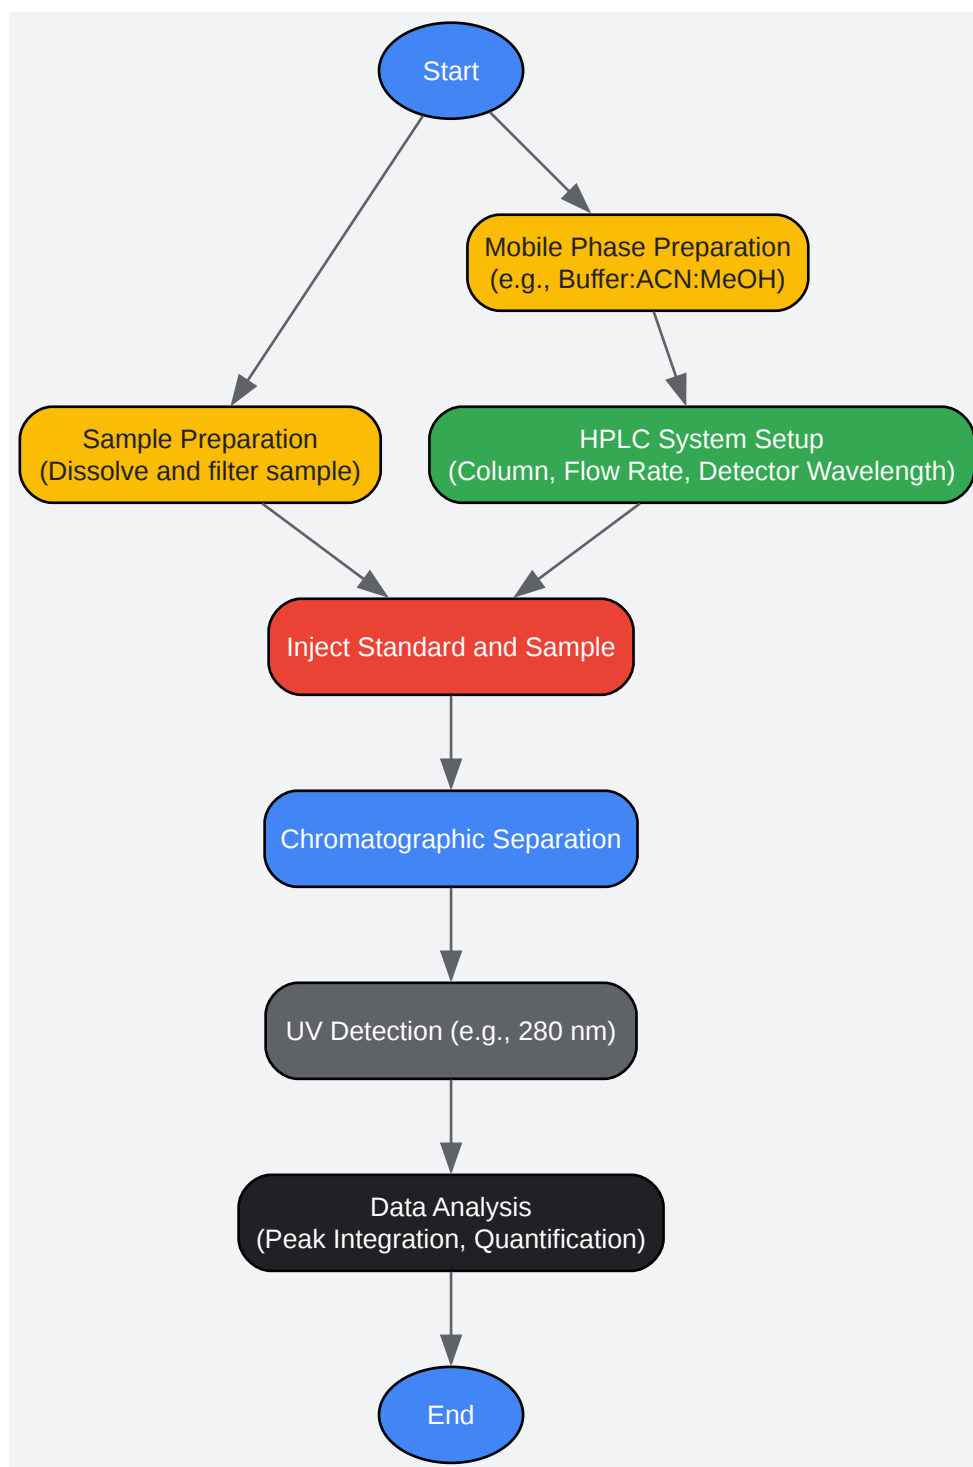 Start
Mobile Phase Preparation
(e.g., Buffer:ACN:MeOH)
Sample Preparation
(Dissolve and filter sample)
HPLC System Setup
(Column, Flow Rate, Detector Wavelength)
Inject Standard and Sample
Chromatographic Separation
UV Detection (e.g., 280 nm)
Data Analysis
(Peak Integration, Quantification)
End